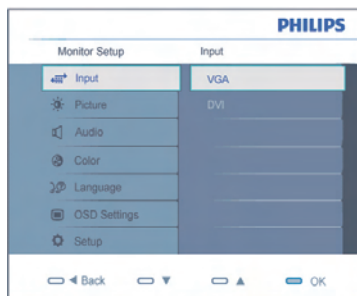 PHILIPS
Monitor Setup Input
Input VGA
Picture DVI
Audio
Color
Language
OSD Settings
Setup
Back OK